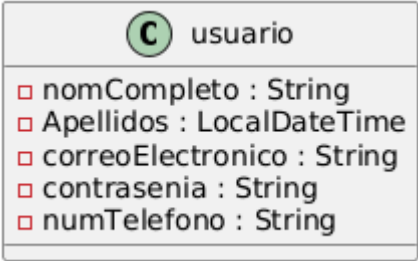 C usuario
nomCompleto : String
Apellidos : LocalDateTime
correoElectronico : String
contrasenia : String
numTelefono : String